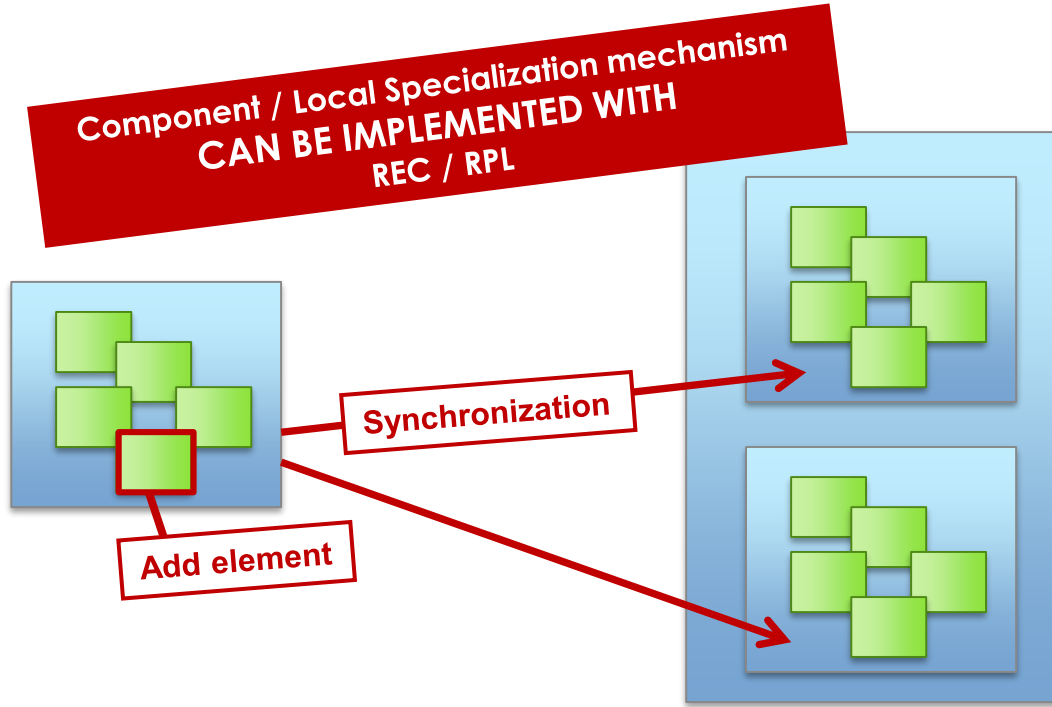 Component / Local Specialization mechanism
CAN BE IMPLEMENTED WITH
REC / RPL
Synchronization
Add element